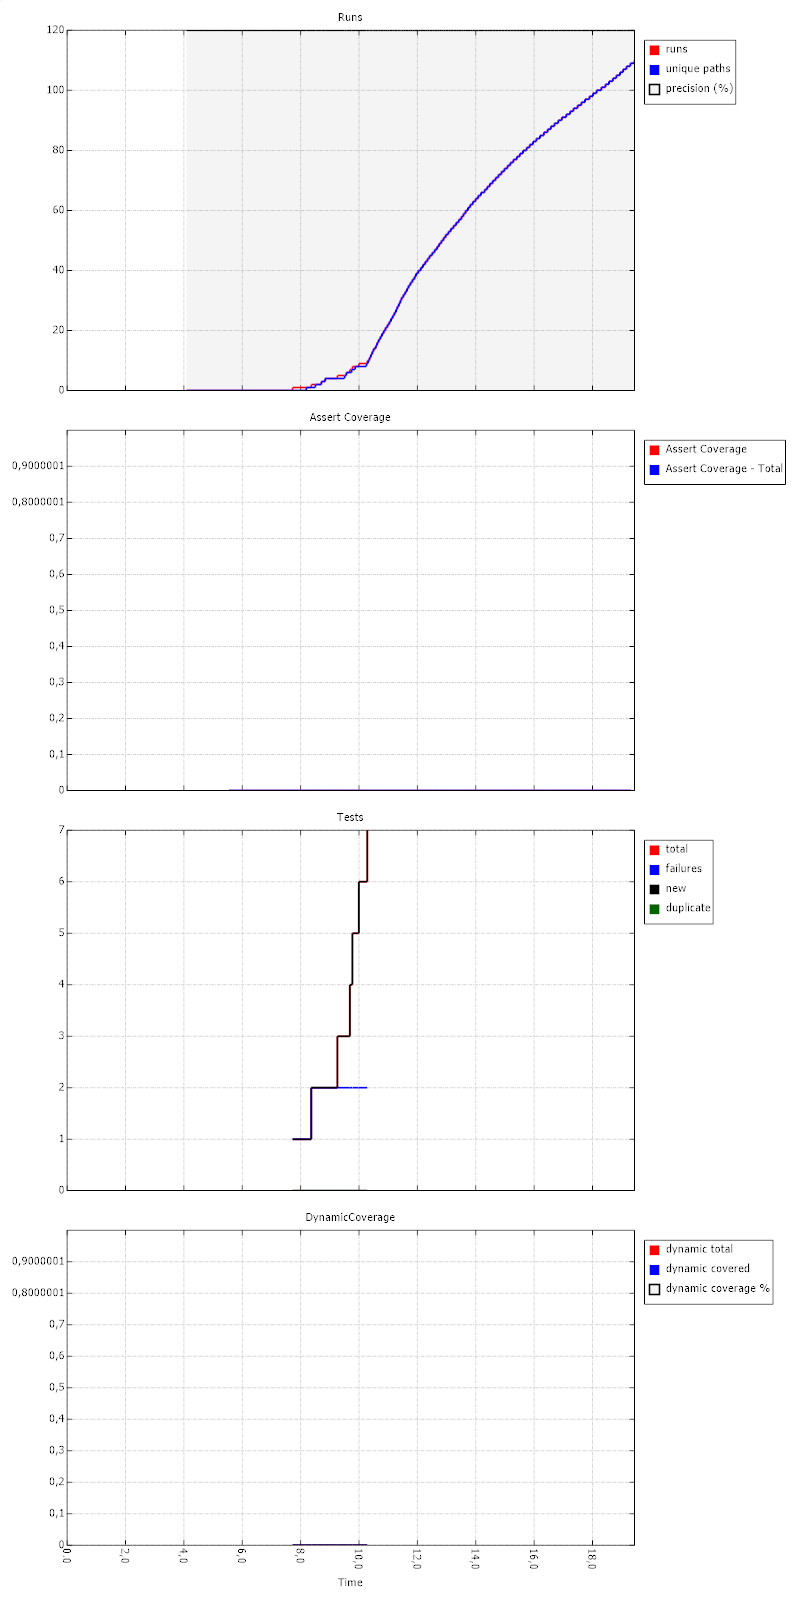 Runs
120
100
80
60
40
20
0
runs
unique paths
precision (%)
Assert Coverage
0,9000001
0,8000001
0,7
0,6
0,5
0,4
0,3
0,2
0,1
0
Assert Coverage
Assert Coverage - Total
Tests
7
6
5
4
3
2
1
0
total
failures
new
duplicate
DynamicCoverage
0,9000001
0,8000001
0,7
0,6
0,5
0,4
0,3
0,2
0,1
0
dynamic total
dynamic covered
dynamic coverage %
0,0 2,0 4,0 6,0 8,0 10,0 12,0 14,0 16,0 18,0
Time